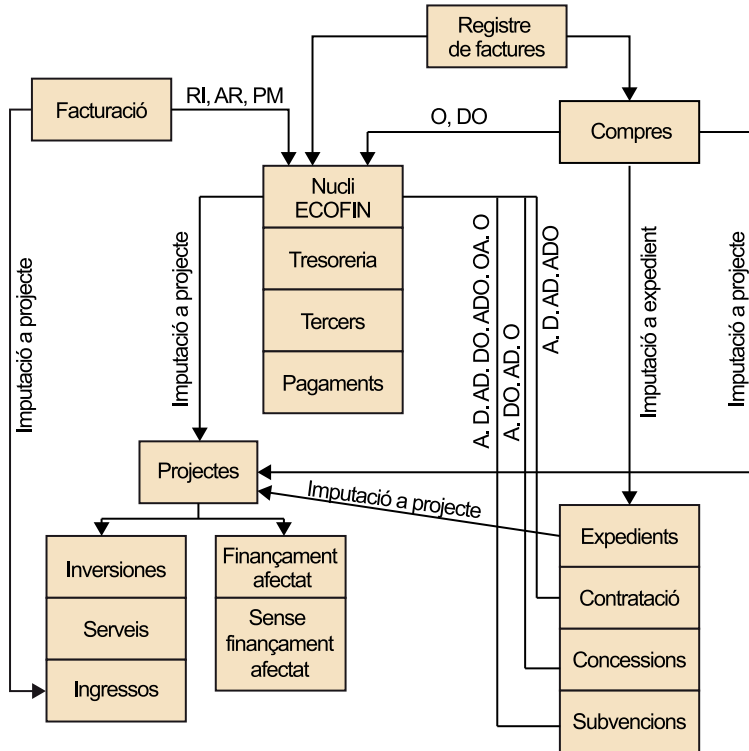 Registre
de factures
Facturació
RI, AR, PM
O, DO
Compres
Nucli
ECOFIN
Tresoreria
Tercers
Pagaments
Imputació a projecte
Imputació a projecte
A. D. AD. DO. ADO. OA. O
A. DO. AD. O
A. D. AD. ADO
Imputació a expedient
Imputació a projecte
Projectes
Imputació a projecte
Inversiones
Serveis
Ingressos
Finançament
afectat
Sense
finançament
afectat
Expedients
Contratació
Concessions
Subvencions